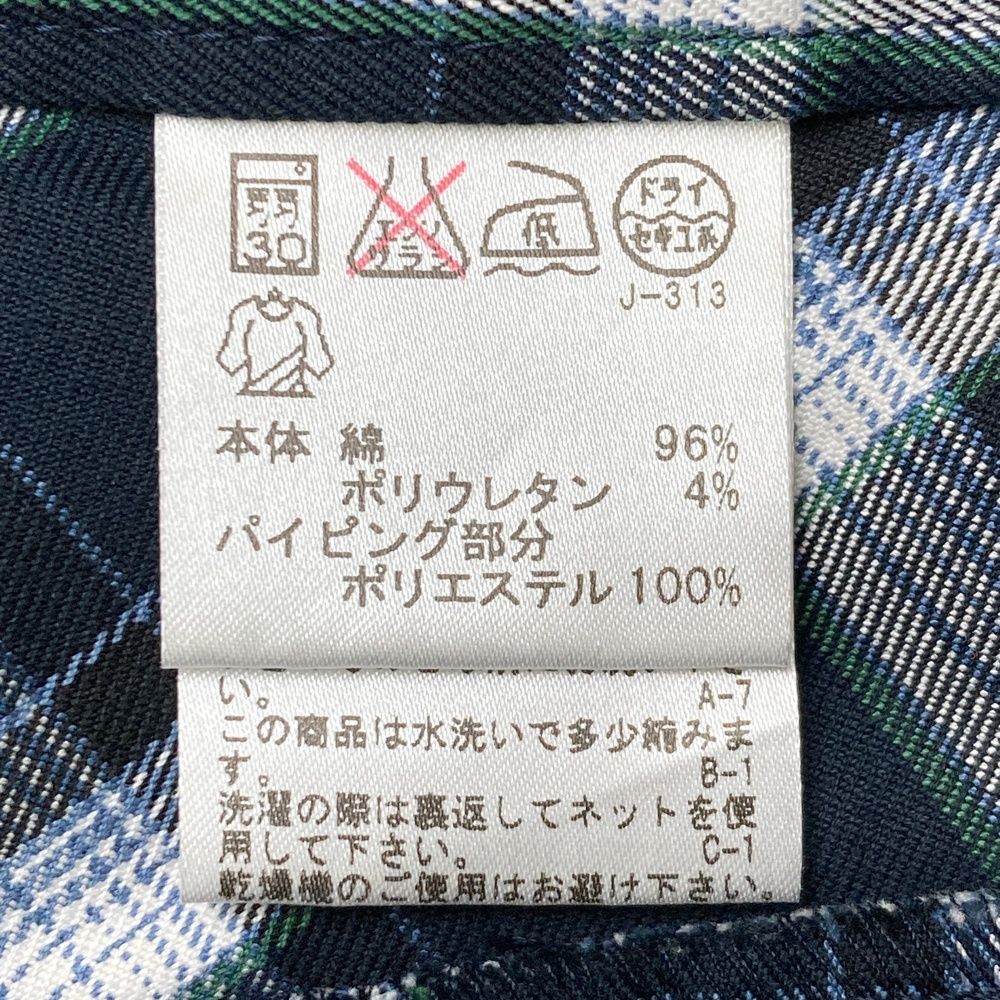 弱
30
エンソ
サラシ
低
ドライ
セキユ系
J-313
本体 綿 96%
ポリウレタン 4%
パイピング部分
ポリエステル 100%
い。 A-7
この商品は水洗いで多少縮みま
す。 B-1
洗濯の際は裏返してネットを使
用して下さい。 C-1
乾燥機のご使用はお避け下さい。